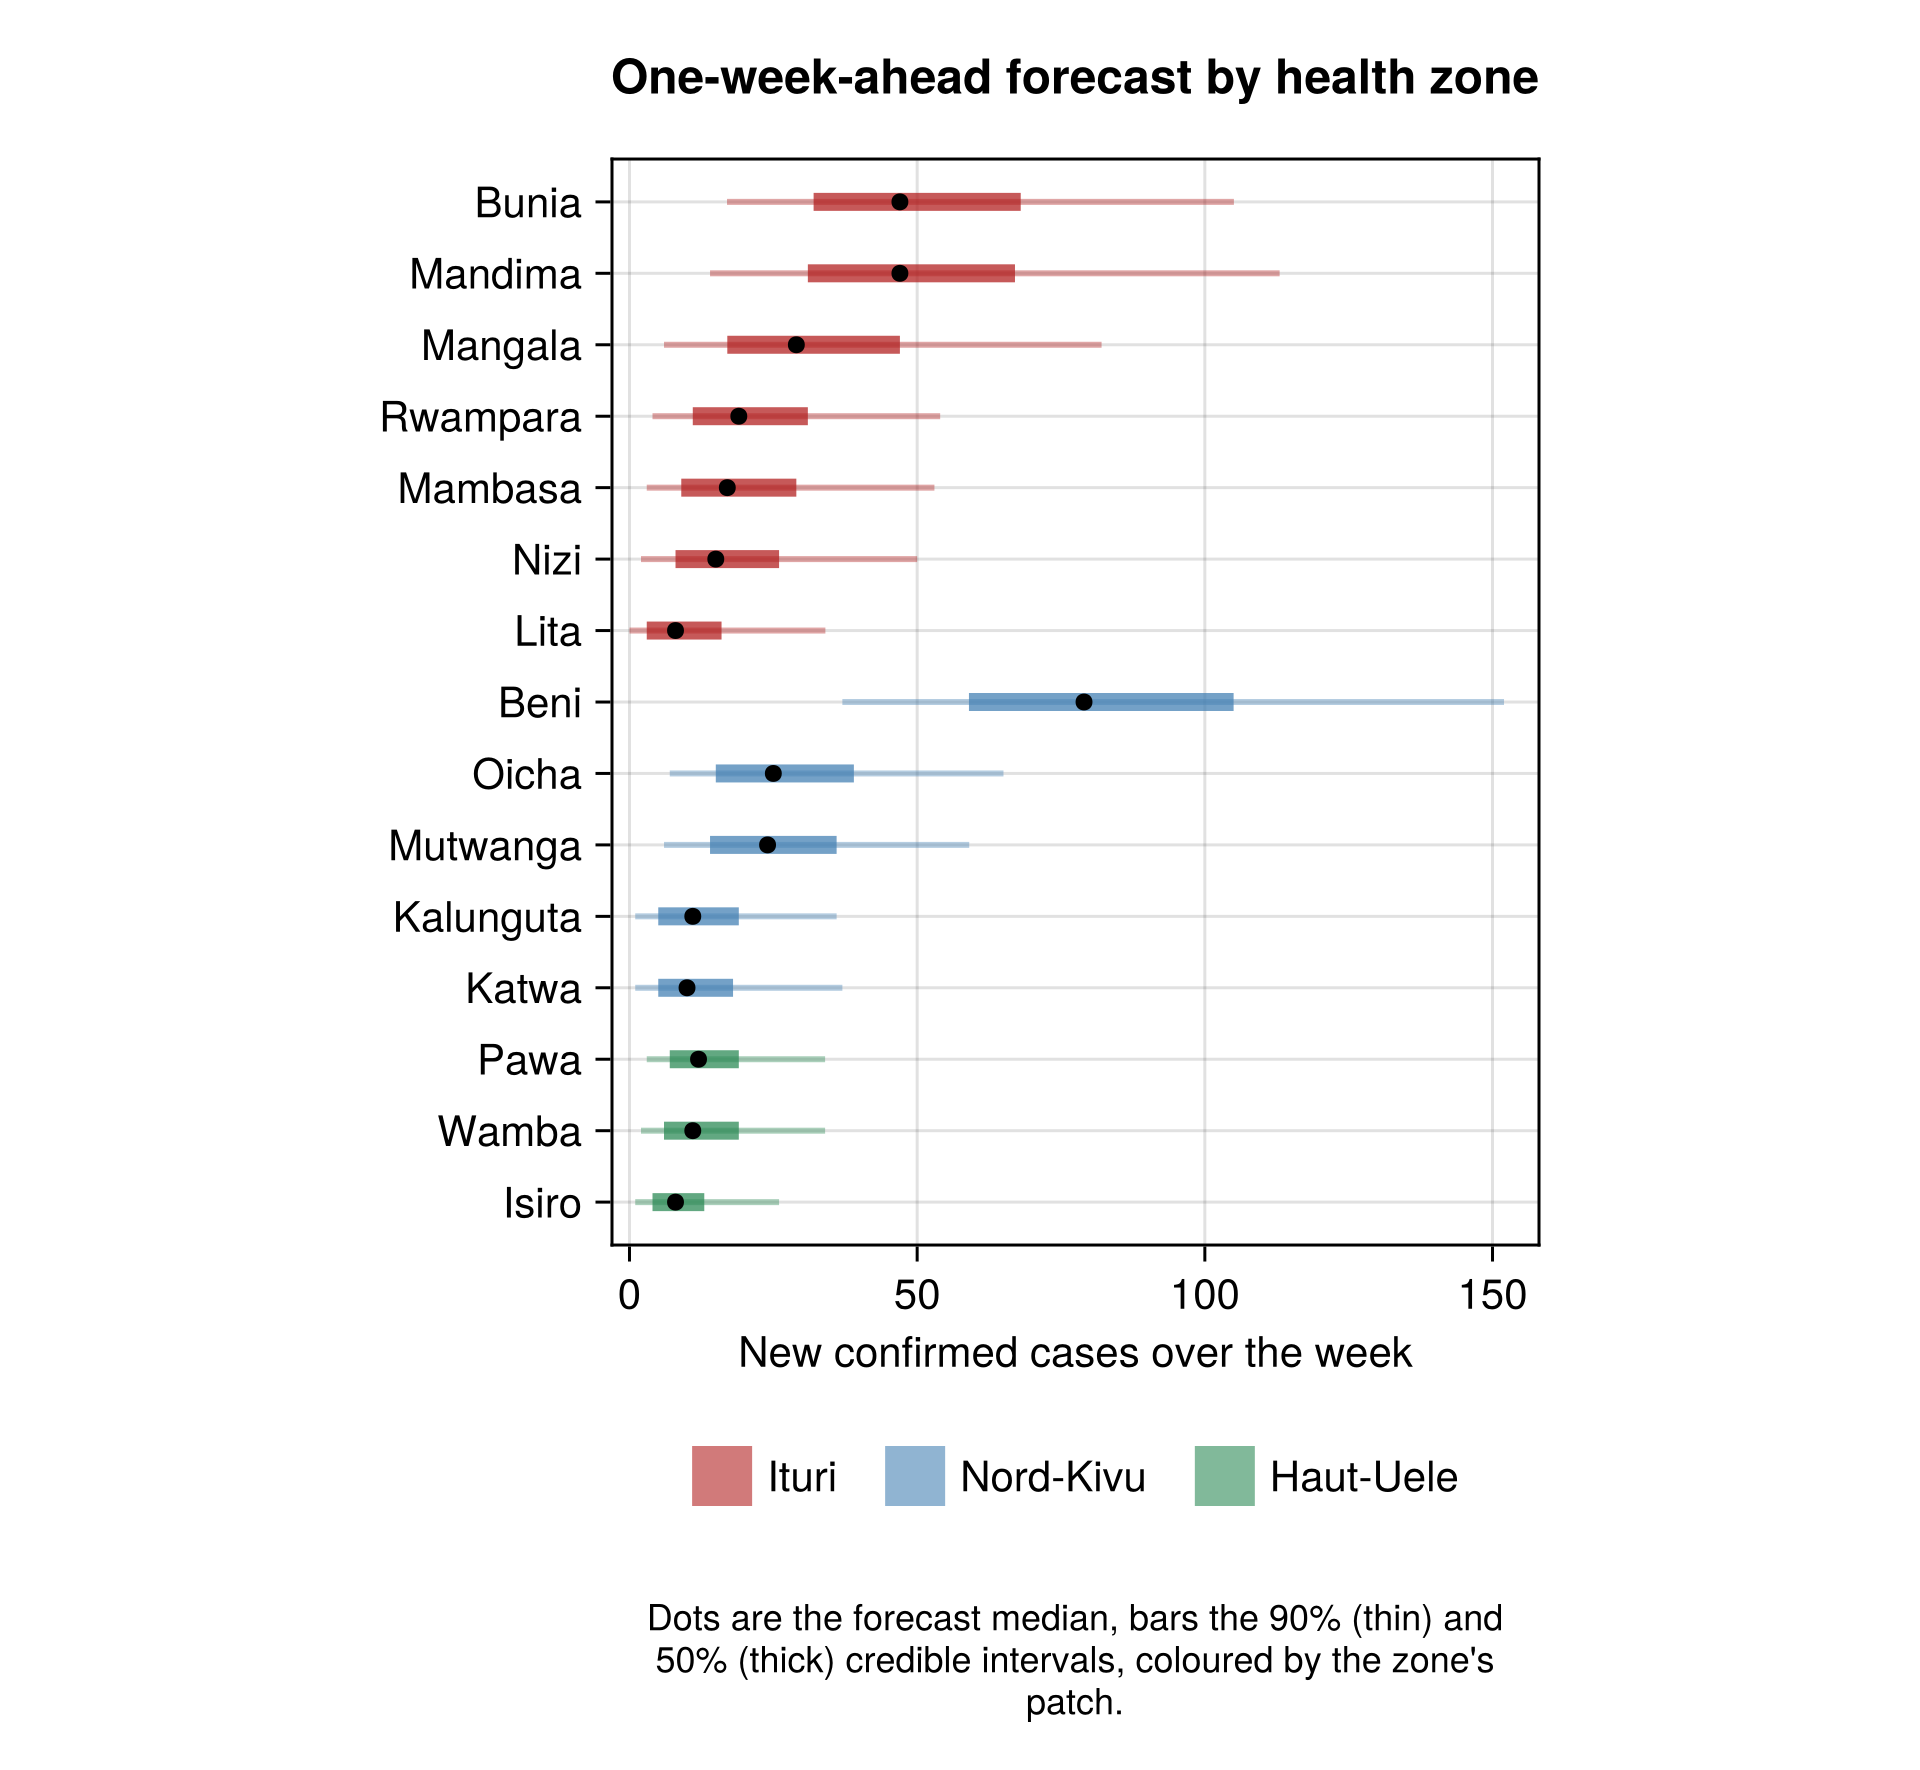 One-week-ahead forecast by health zone
Bunia
Mandima
Mangala
Rwampara
Mambasa
Nizi
Lita
Beni
Oicha
Mutwanga
Kalunguta
Katwa
Pawa
Wamba
Isiro
0 50 100 150
New confirmed cases over the week
Ituri Nord-Kivu Haut-Uele
Dots are the forecast median, bars the 90% (thin) and
50% (thick) credible intervals, coloured by the zone's
patch.